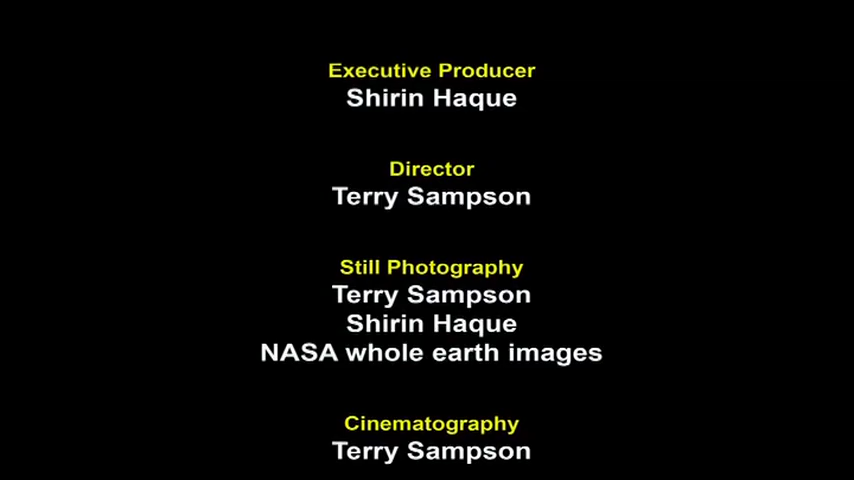 Executive Producer
Shirin Haque
Director
Terry Sampson
Still Photography
Terry Sampson
Shirin Haque
NASA whole earth images
Cinematography
Terry Sampson